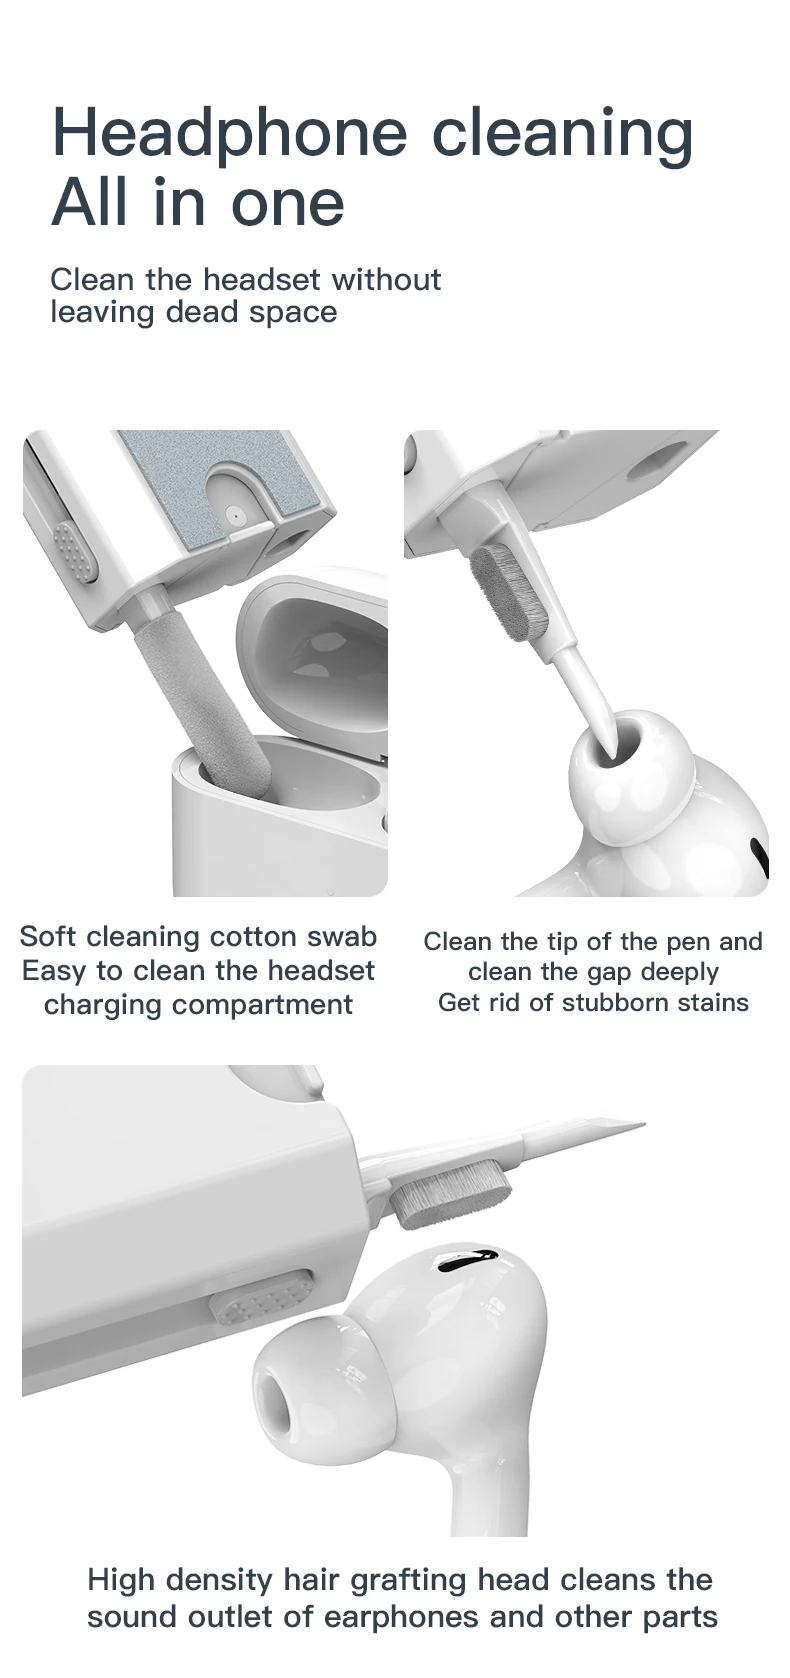 Headphone cleaning
All in one
Clean the headset without
leaving dead space
Soft cleaning cotton swab
Easy to clean the headset
charging compartment
Clean the tip of the pen and
clean the gap deeply
Get rid of stubborn stains
High density hair grafting head cleans the
sound outlet of earphones and other parts